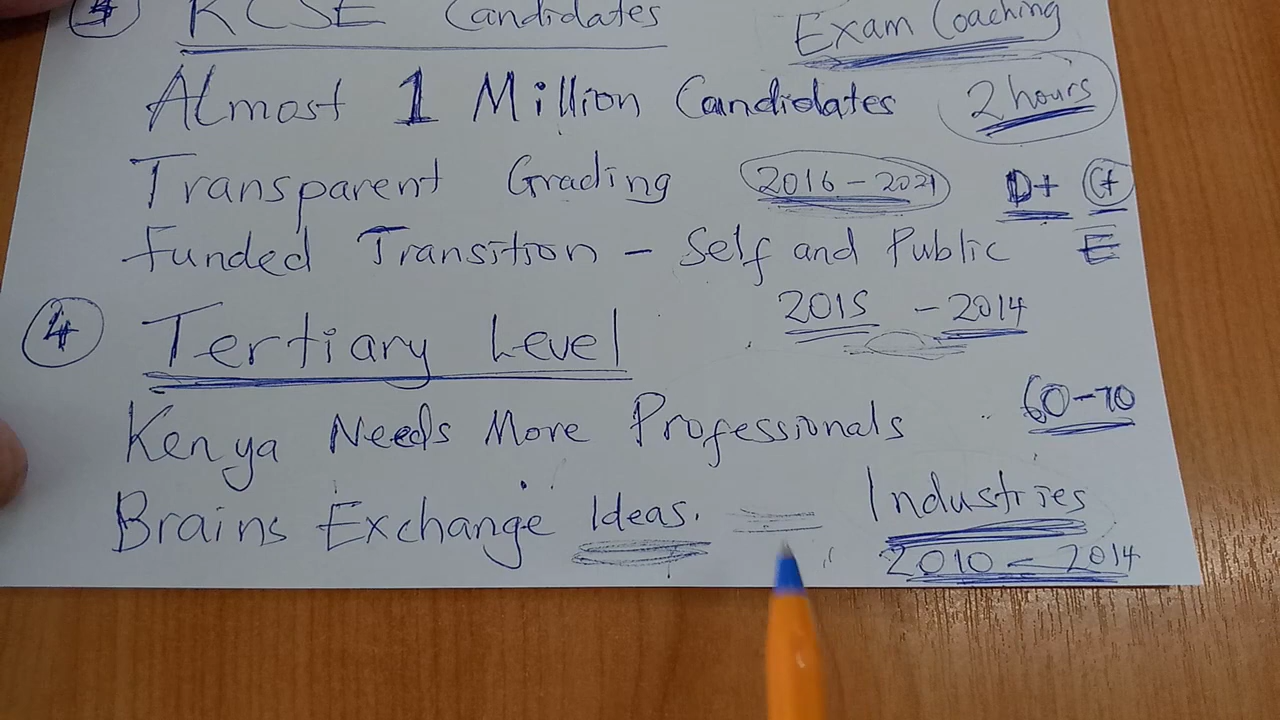 KCSE Candidates Exam Coaching
Almost 1 Million Candidates 2 hours
Transparent Grading 2016 – 2021 D+ C+
Funded Transition – Self and Public E
2015 – 2014
4 Tertiary Level
Kenya Needs More Professionals 60–70
Brains Exchange Ideas. = Industries
2010 – 2014